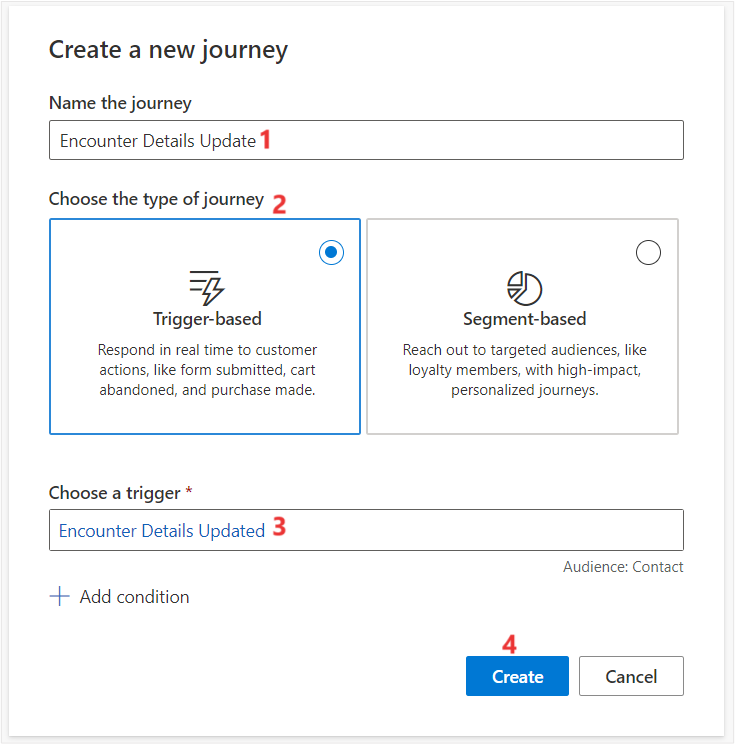 Create a new journey
Name the journey
Encounter Details Update 1
Choose the type of journey 2
Trigger-based
Respond in real time to customer
actions, like form submitted, cart
abandoned, and purchase made.
Segment-based
Reach out to targeted audiences, like
loyalty members, with high-impact,
personalized journeys.
Choose a trigger *
Encounter Details Updated 3
Audience: Contact
+ Add condition
4
Create
Cancel